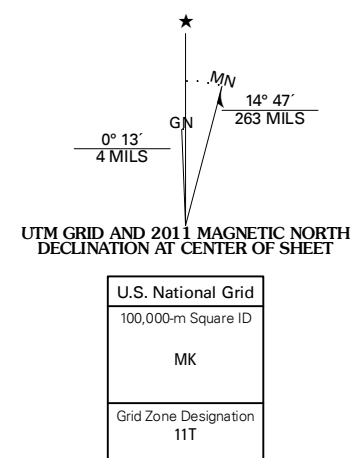 ★
MN
14° 47´
263 MILS
GN
0° 13´
4 MILS
UTM GRID AND 2011 MAGNETIC NORTH
DECLINATION AT CENTER OF SHEET
U.S. National Grid
100,000-m Square ID
MK
Grid Zone Designation
11T